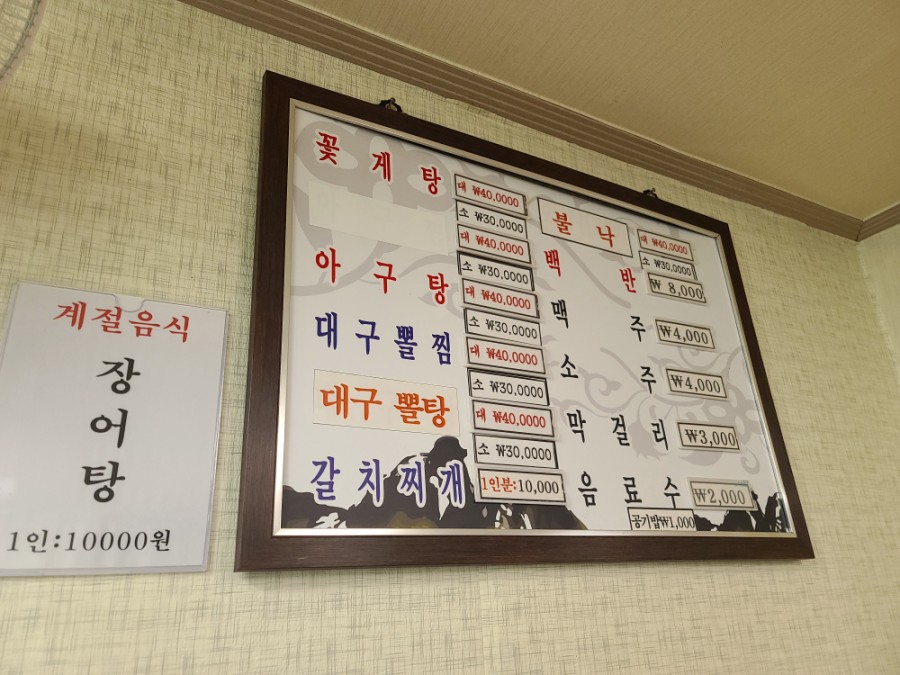 계절음식
장어탕
1인:10000원
꽃게탕
대 ₩40,0000
소 ₩30,0000
대 ₩40,0000
소 ₩30,0000
아구탕
대 ₩40,0000
소 ₩30,0000
대구뽈찜
대 ₩40,0000
소 ₩30,0000
대구 뽈탕
대 ₩40,0000
소 ₩30,0000
갈치찌개
1인분:10,000
불낙
대 ₩40,0000
소 ₩30,0000
백반 ₩ 8,000
맥주 ₩4,000
소주 ₩4,000
막걸리 ₩3,000
음료수 ₩2,000
공기밥₩1,000